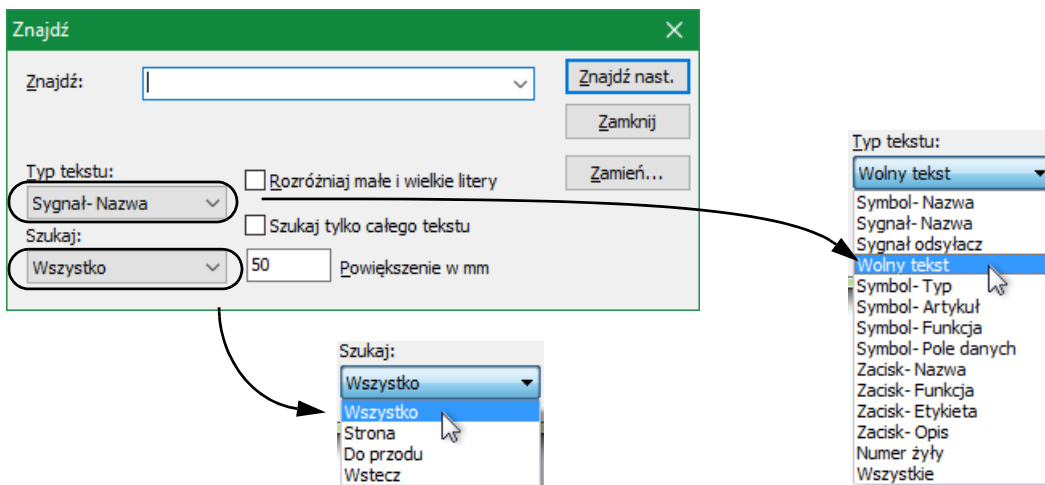 Znajdź
Znajdź:
Znajdź nast.
Zamknij
Zamień...
Typ tekstu:
Sygnał- Nazwa
Rozróżniaj małe i wielkie litery
Szukaj tylko całego tekstu
Szukaj:
Wszystko
50 Powiększenie w mm
Szukaj:
Wszystko
Wszystko
Strona
Do przodu
Wstecz
Typ tekstu:
Wolny tekst
Symbol- Nazwa
Sygnał- Nazwa
Sygnał odsyłacz
Wolny tekst
Symbol- Typ
Symbol- Artykuł
Symbol- Funkcja
Symbol- Pole danych
Zacisk- Nazwa
Zacisk- Funkcja
Zacisk- Etykieta
Zacisk- Opis
Numer żyły
Wszystkie